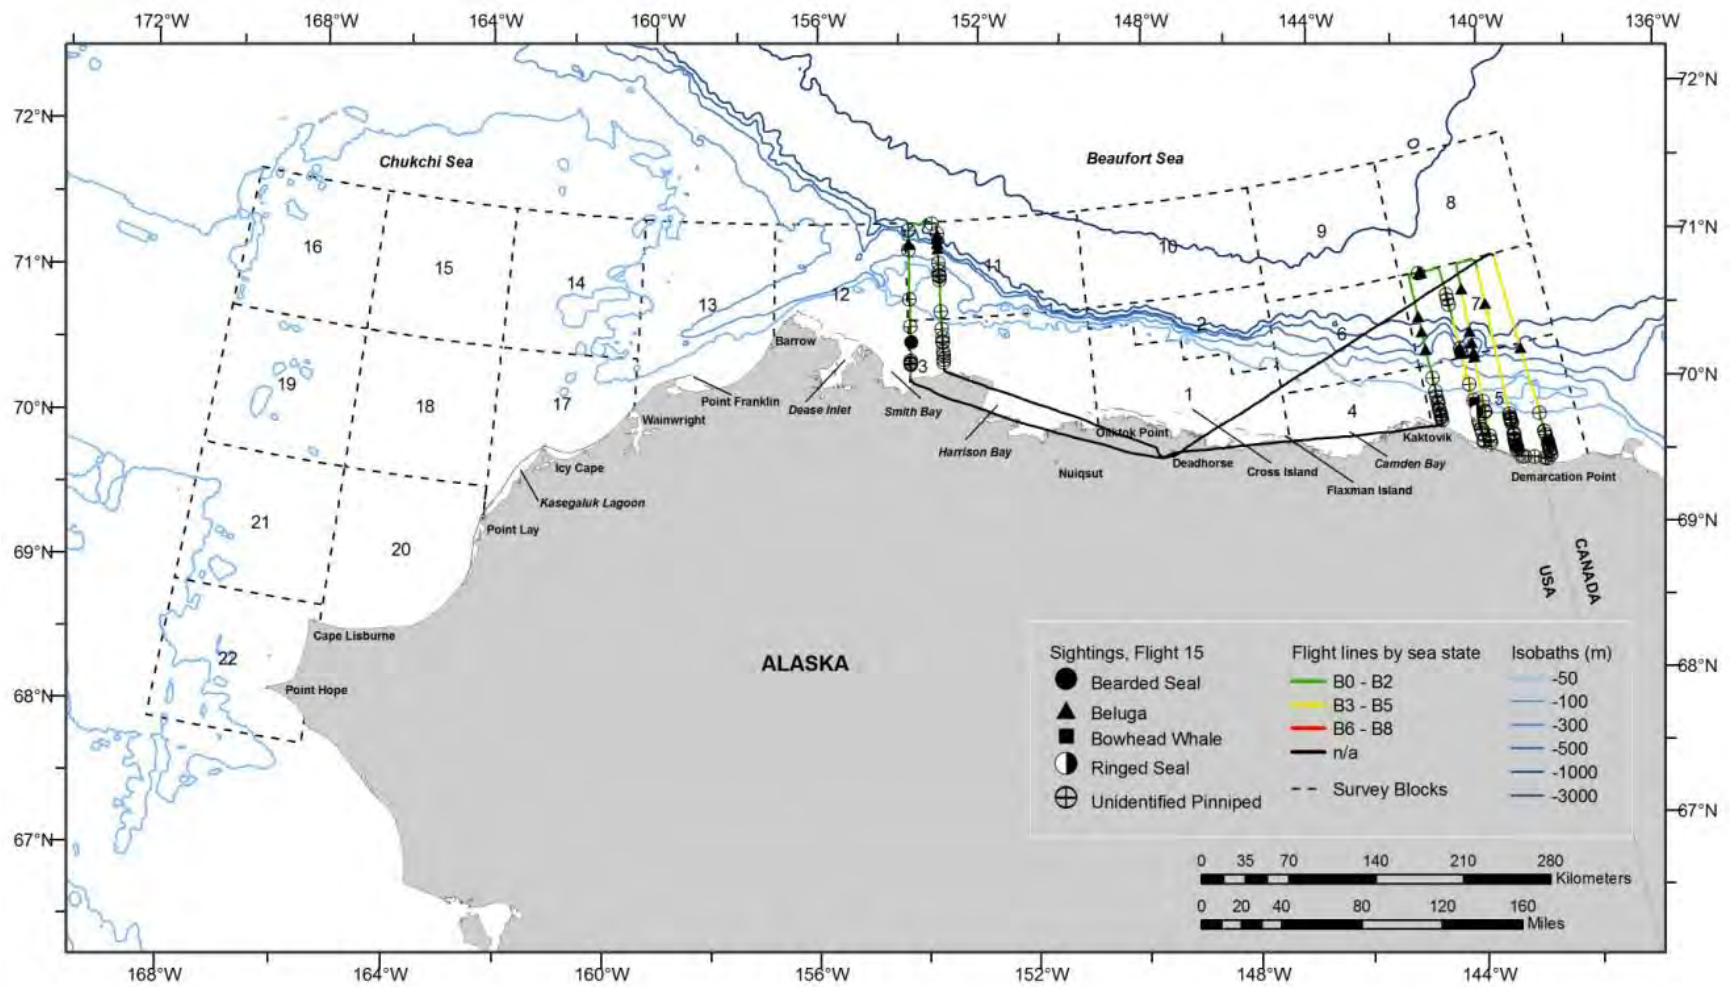 172°W 168°W 164°W 160°W 156°W 152°W 148°W 144°W 140°W 136°W
72°N 72°N
Chukchi Sea Beaufort Sea
8
9
16 10
71°N 71°N
15 11
14
12 7
13 2 6
Barrow
70°N
3
19 Point Franklin Dease Inlet Smith Bay 1 5
18 17 4
70°N
Wainwright Harrison Bay Oliktok Point Kaktovik
Icy Cape Nuiqsut Deadhorse Cross Island Camden Bay
Flaxman Island Demarcation Point
Kasegaluk Lagoon
21 Point Lay 69°N
69°N 20
USA CANADA
Cape Lisburne
22 ALASKA
68°N
Point Hope
68°N
Sightings, Flight 15
Bearded Seal
Beluga
Bowhead Whale
Ringed Seal
Unidentified Pinniped
Flight lines by sea state
B0 - B2
B3 - B5
B6 - B8
n/a
Survey Blocks
Isobaths (m)
-50
-100
-300
-500
-1000
-3000
67°N 67°N
0 35 70 140 210 280
Kilometers
0 20 40 80 120 160
Miles
168°W 164°W 160°W 156°W 152°W 148°W 144°W